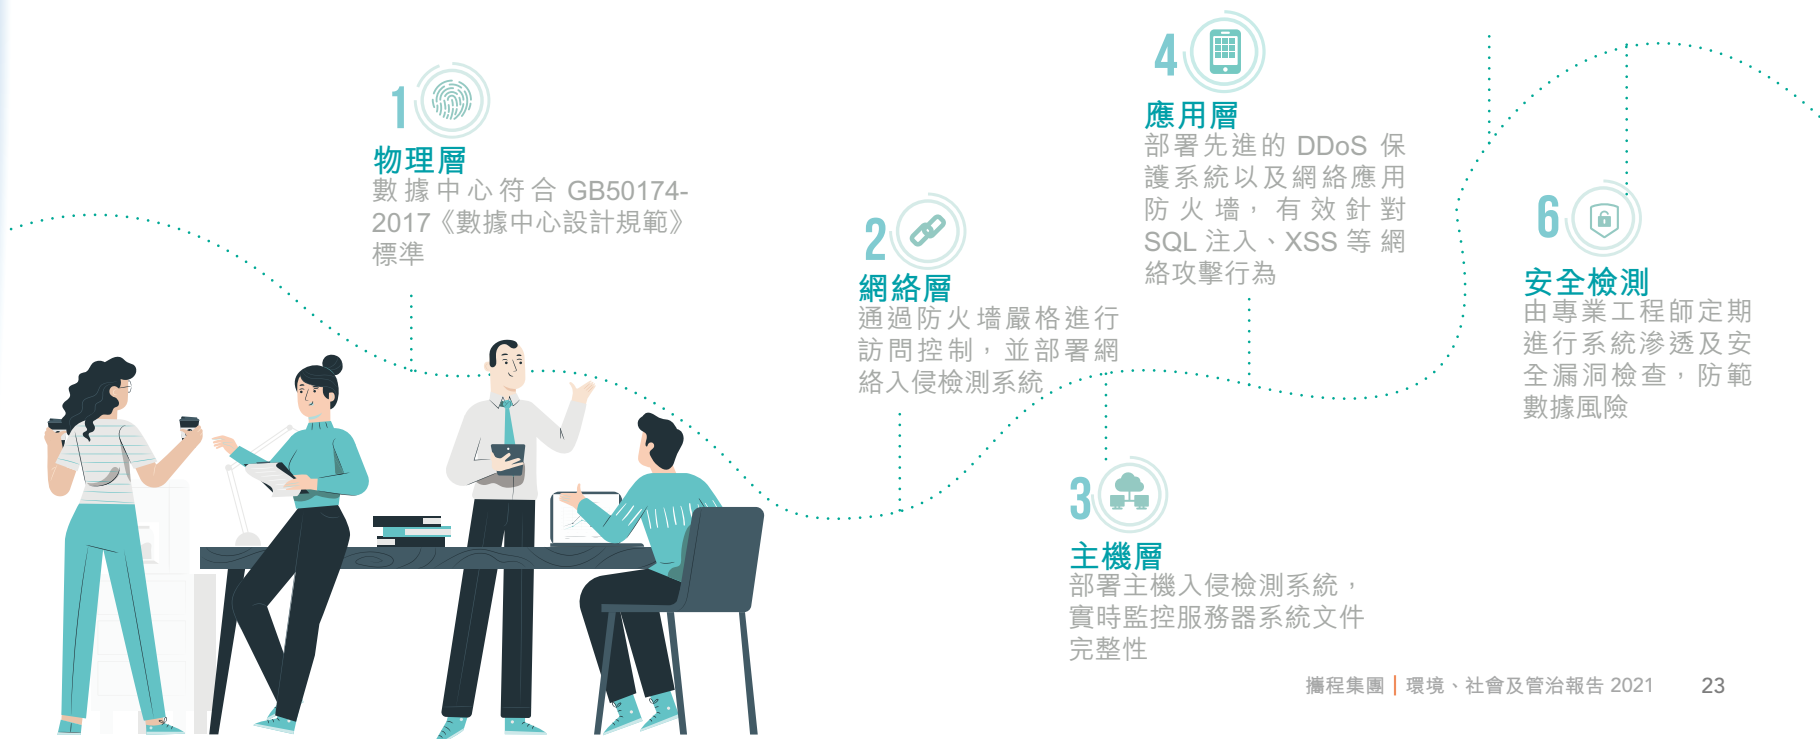 1
物理層
數據中心符合 GB50174-
2017《數據中心設計規範》
標準
2
網絡層
通過防火墻嚴格進行
訪問控制，並部署網
絡入侵檢測系統
3
主機層
部署主機入侵檢測系統，
實時監控服務器系統文件
完整性
4
應用層
部署先進的 DDoS 保
護系統以及網絡應用
防火墻，有效針對
SQL 注入、XSS 等網
絡攻擊行為
6
安全檢測
由專業工程師定期
進行系統滲透及安
全漏洞檢查，防範
數據風險
攜程集團 | 環境、社會及管治報告 2021 23